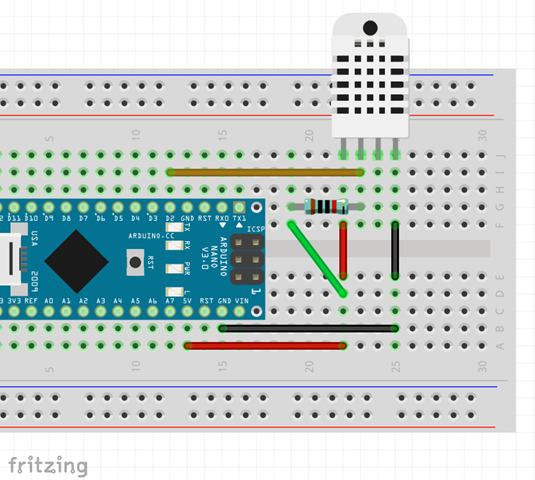 5 10 15 20 25 30
J
I
H
G
F
D11 D10 D9 D8 D7 D6 D5 D4 D3 D2 GND RST RX0 TX1
TX
RX
PWR
L
RST
ARDUINO.CC
ARDUINO
NANO
V3.0
ICSP
1
USA
2009
3V3 REF A0 A1 A2 A3 A4 A5 A6 A7 5V RST GND VIN
E
D
C
B
A
5 10 15 20 25 30
fritzing